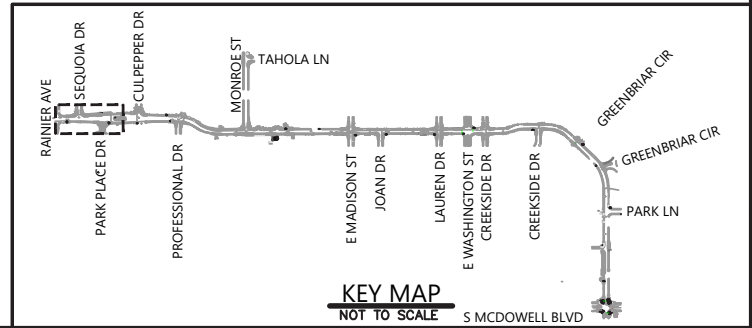 RAINIER AVE
SEQUOIA DR
PARK PLACE DR
CULPEPPER DR
PROFESSIONAL DR
MONROE ST
TAHOLA LN
E MADISON ST
JOAN DR
LAUREN DR
E WASHINGTON ST
CREEKSIDE DR
CREEKSIDE DR
GREENBRIAR CIR
GREENBRIAR CIR
PARK LN
S MCDOWELL BLVD
KEY MAP
NOT TO SCALE